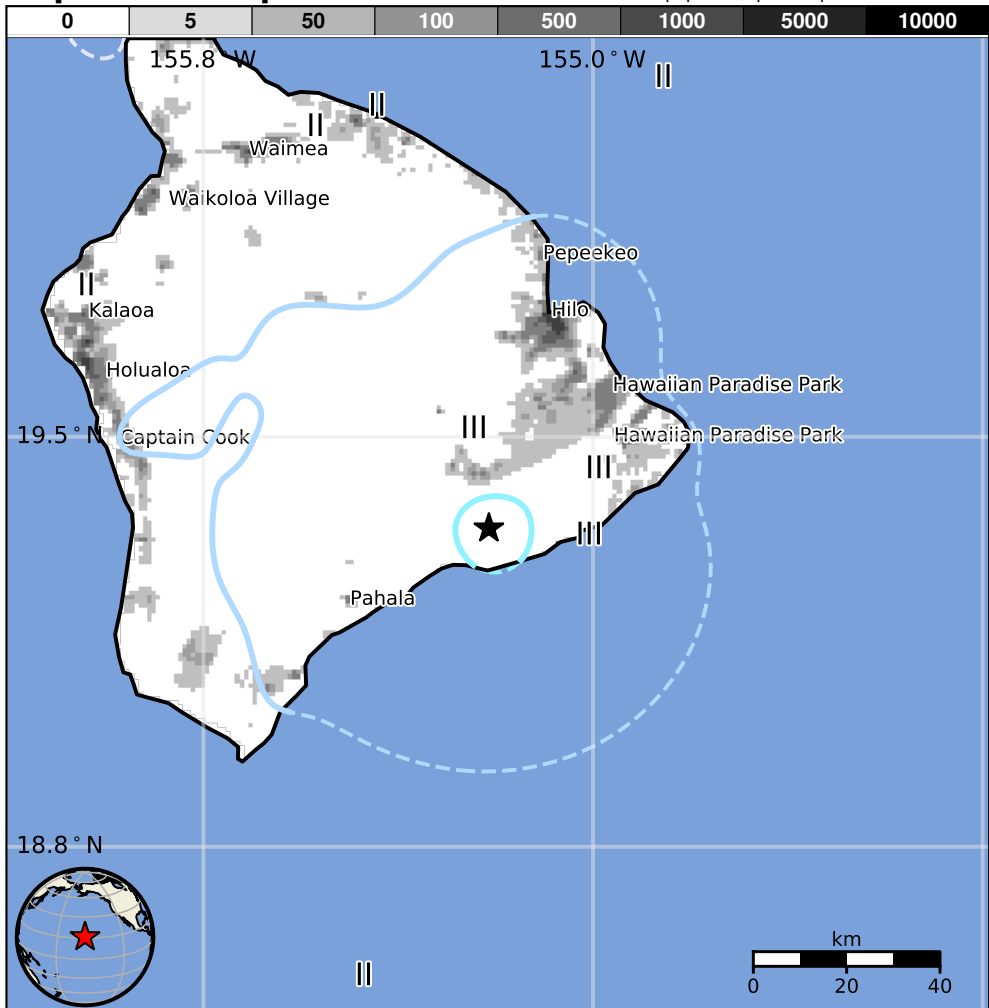 0 5 50 100 500 1000 5000 10000
155.8°W 155.0°W
II
II
II
Waimea
Waikoloa Village
Pepeekeo
II
Kalaoa
Hilo
Holualoa
Hawaiian Paradise Park
III
19.5°N
Captain Cook
Hawaiian Paradise Park
III
III
Pahala
18.8°N
km
0 20 40
II